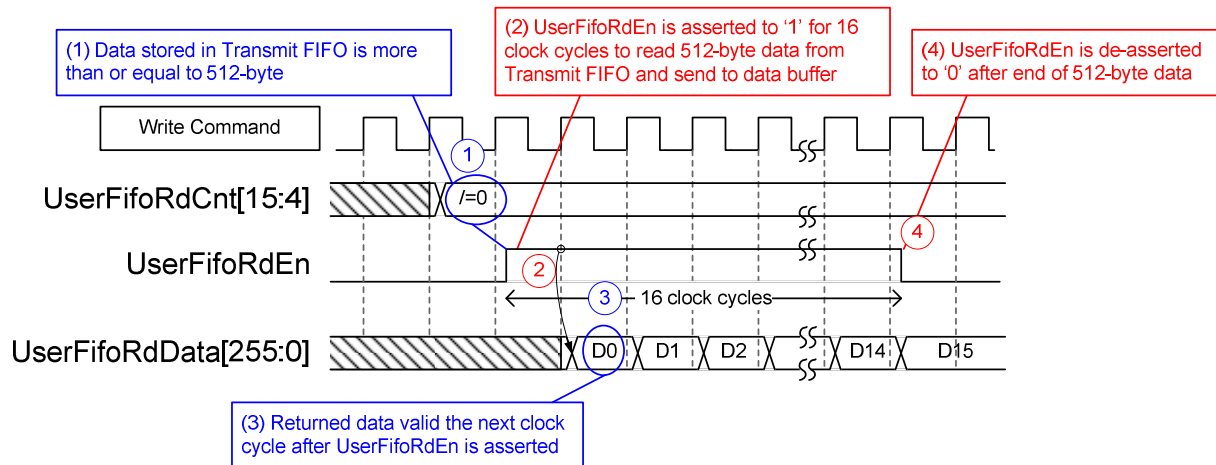 (1) Data stored in Transmit FIFO is more
than or equal to 512-byte
(2) UserFifoRdEn is asserted to ‘1’ for 16
clock cycles to read 512-byte data from
Transmit FIFO and send to data buffer
(4) UserFifoRdEn is de-asserted
to ‘0’ after end of 512-byte data
Write Command
1
UserFifoRdCnt[15:4]
/=0
4
UserFifoRdEn
2
3
16 clock cycles
UserFifoRdData[255:0]
D0
D1
D2
D14
D15
(3) Returned data valid the next clock
cycle after UserFifoRdEn is asserted